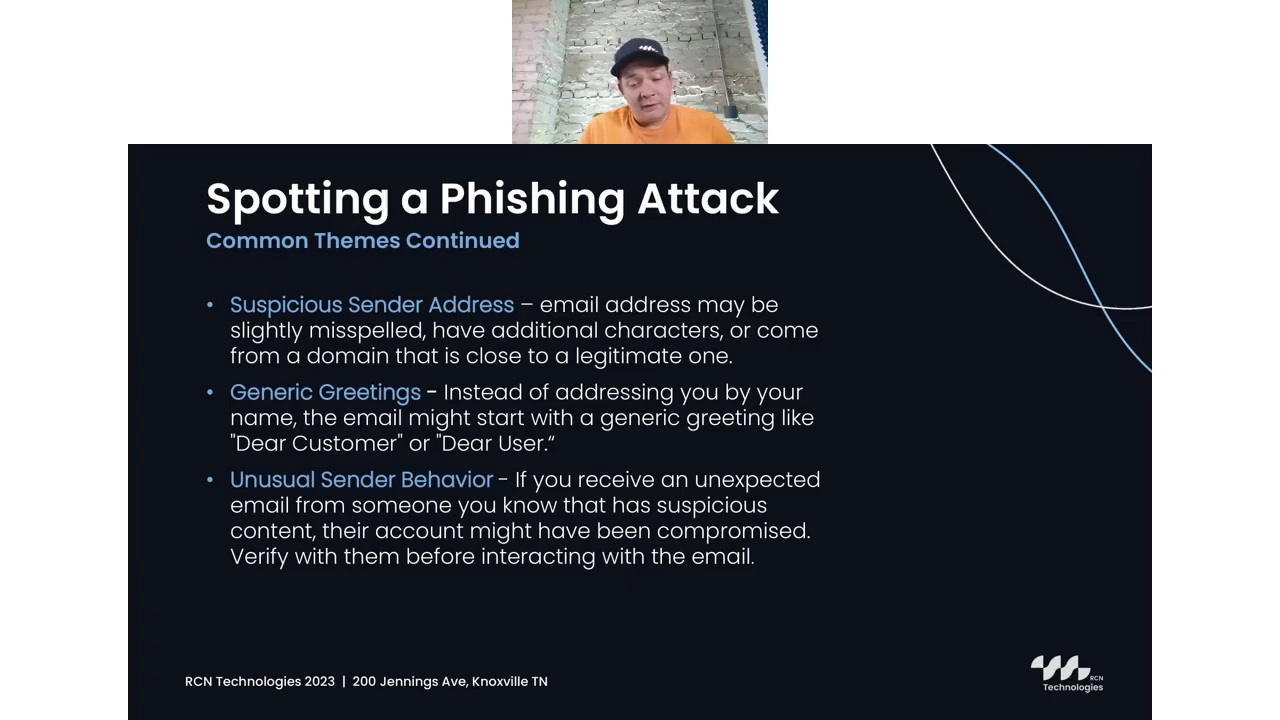 Spotting a Phishing Attack
Common Themes Continued
• Suspicious Sender Address – email address may be
slightly misspelled, have additional characters, or come
from a domain that is close to a legitimate one.
• Generic Greetings - Instead of addressing you by your
name, the email might start with a generic greeting like
"Dear Customer" or "Dear User.“
• Unusual Sender Behavior - If you receive an unexpected
email from someone you know that has suspicious
content, their account might have been compromised.
Verify with them before interacting with the email.
RCN Technologies 2023 | 200 Jennings Ave, Knoxville TN
RCN
Technologies